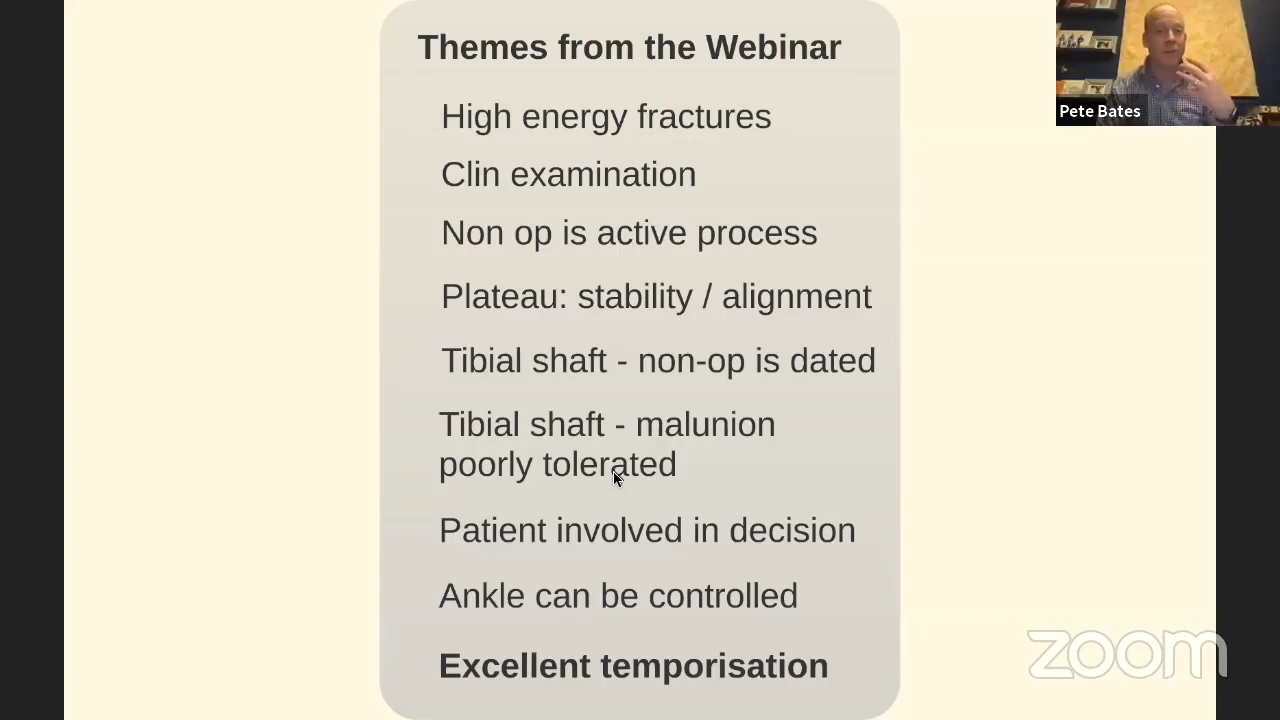 Themes from the Webinar
High energy fractures
Clin examination
Non op is active process
Plateau: stability / alignment
Tibial shaft - non-op is dated
Tibial shaft - malunion
poorly tolerated
Patient involved in decision
Ankle can be controlled
Excellent temporisation
Pete Bates
zoom